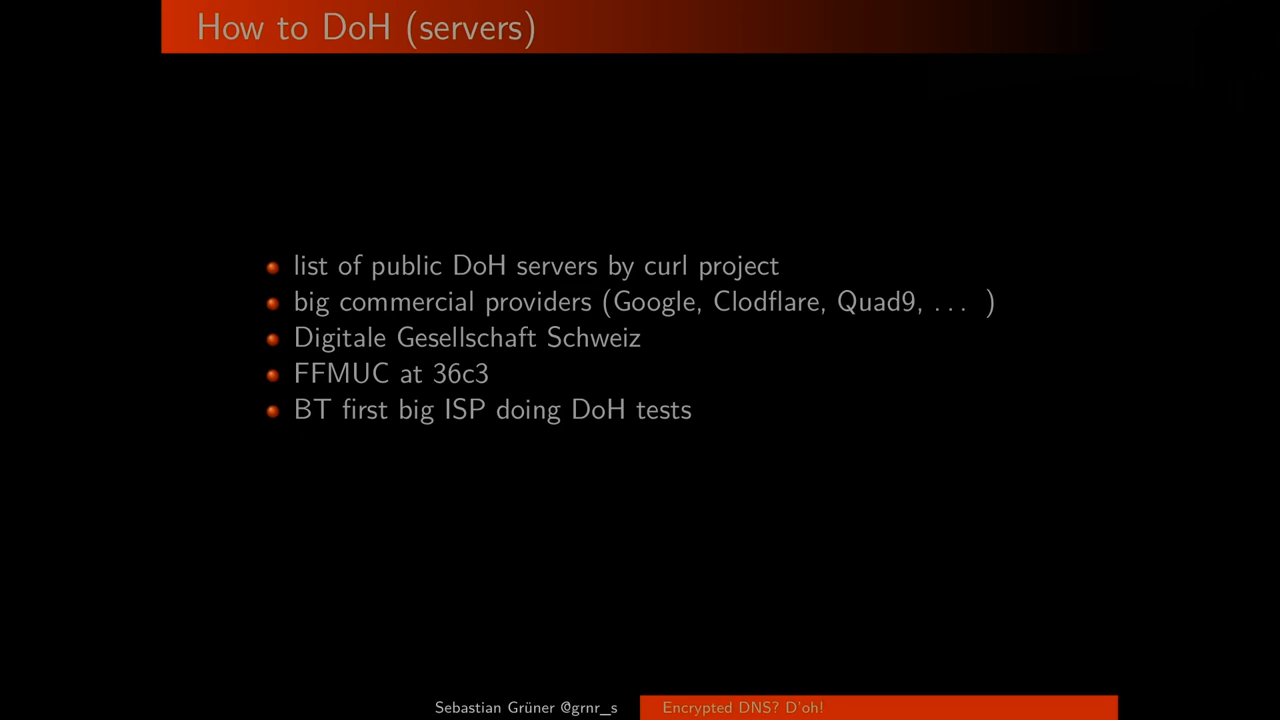 How to DoH (servers)
list of public DoH servers by curl project
big commercial providers (Google, Clodflare, Quad9, . . . )
Digitale Gesellschaft Schweiz
FFMUC at 36c3
BT first big ISP doing DoH tests
Sebastian Grüner @grnr_s
Encrypted DNS? D'oh!